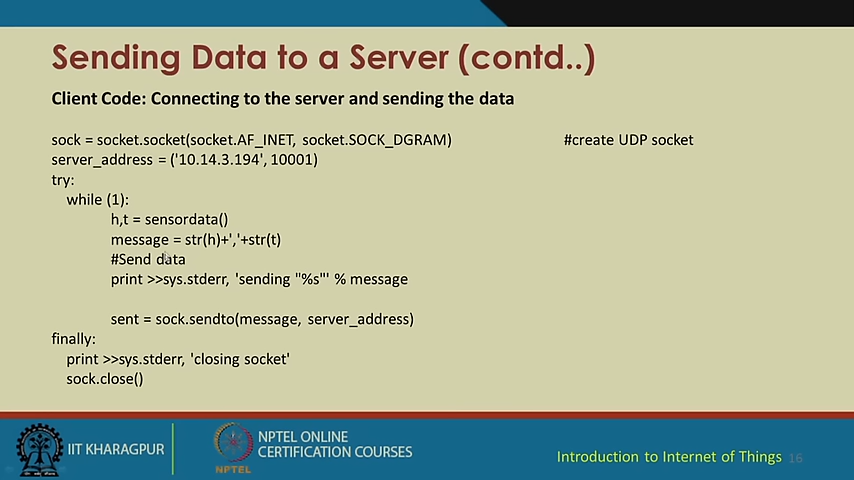 Sending Data to a Server (contd..)
Client Code: Connecting to the server and sending the data
sock = socket.socket(socket.AF_INET, socket.SOCK_DGRAM) #create UDP socket
server_address = ('10.14.3.194', 10001)
try:
while (1):
h,t = sensordata()
message = str(h)+','+str(t)
#Send data
print >>sys.stderr, 'sending "%s"' % message
sent = sock.sendto(message, server_address)
finally:
print >>sys.stderr, 'closing socket'
sock.close()
IIT KHARAGPUR
NPTEL
NPTEL ONLINE
CERTIFICATION COURSES
Introduction to Internet of Things 16